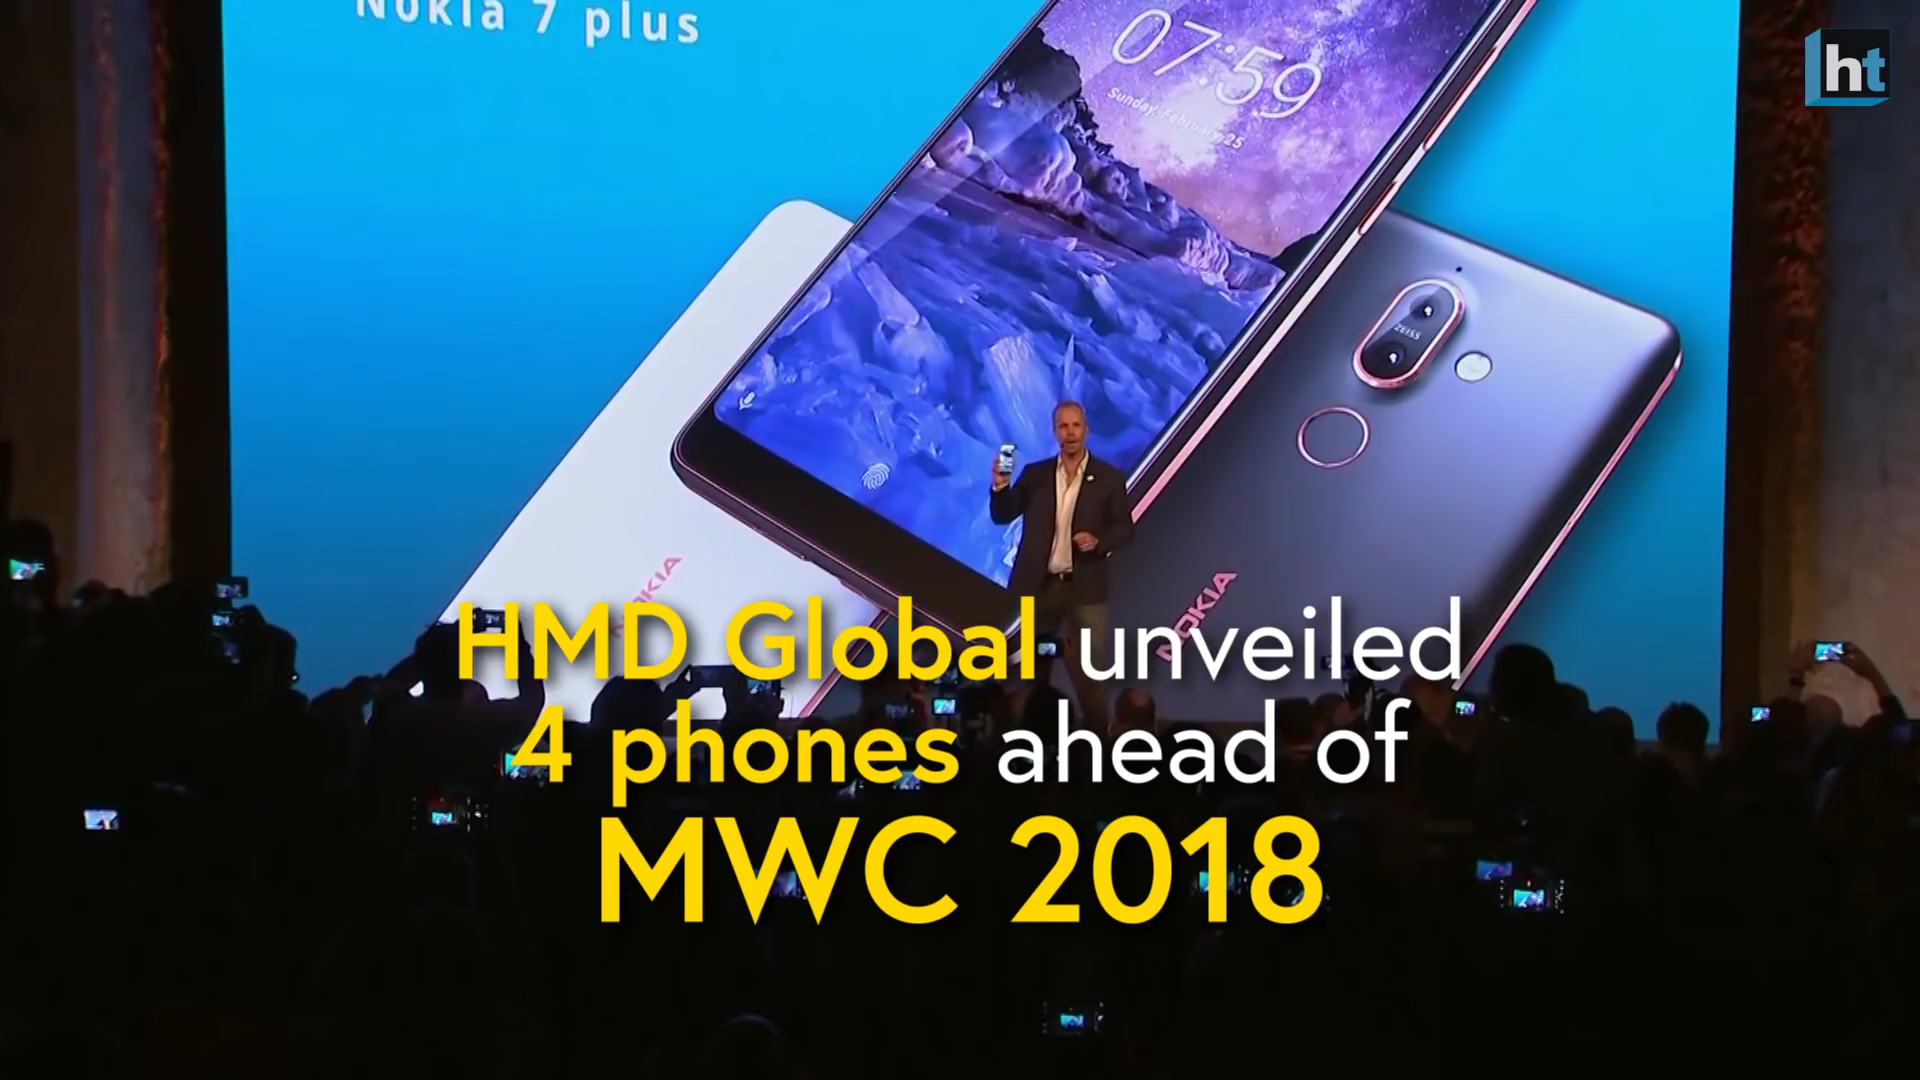 Nokia 7 plus
ht
07:59
Sunday, February 25
ZEISS
NOKIA
NOKIA
HMD Global unveiled
4 phones ahead of
MWC 2018